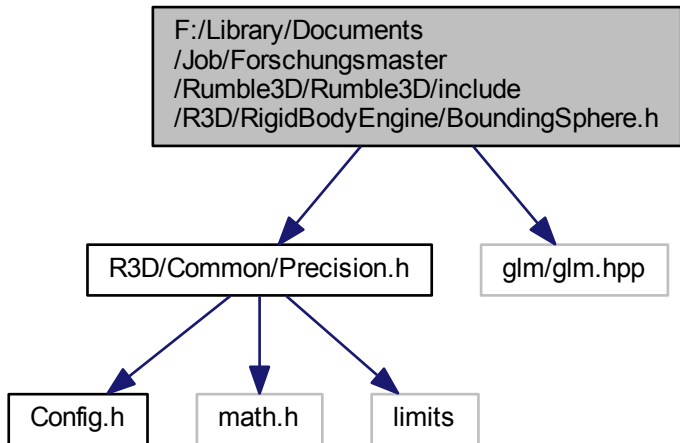 F:/Library/Documents
/Job/Forschungsmaster
/Rumble3D/Rumble3D/include
/R3D/RigidBodyEngine/BoundingSphere.h
R3D/Common/Precision.h
glm/glm.hpp
Config.h
math.h
limits